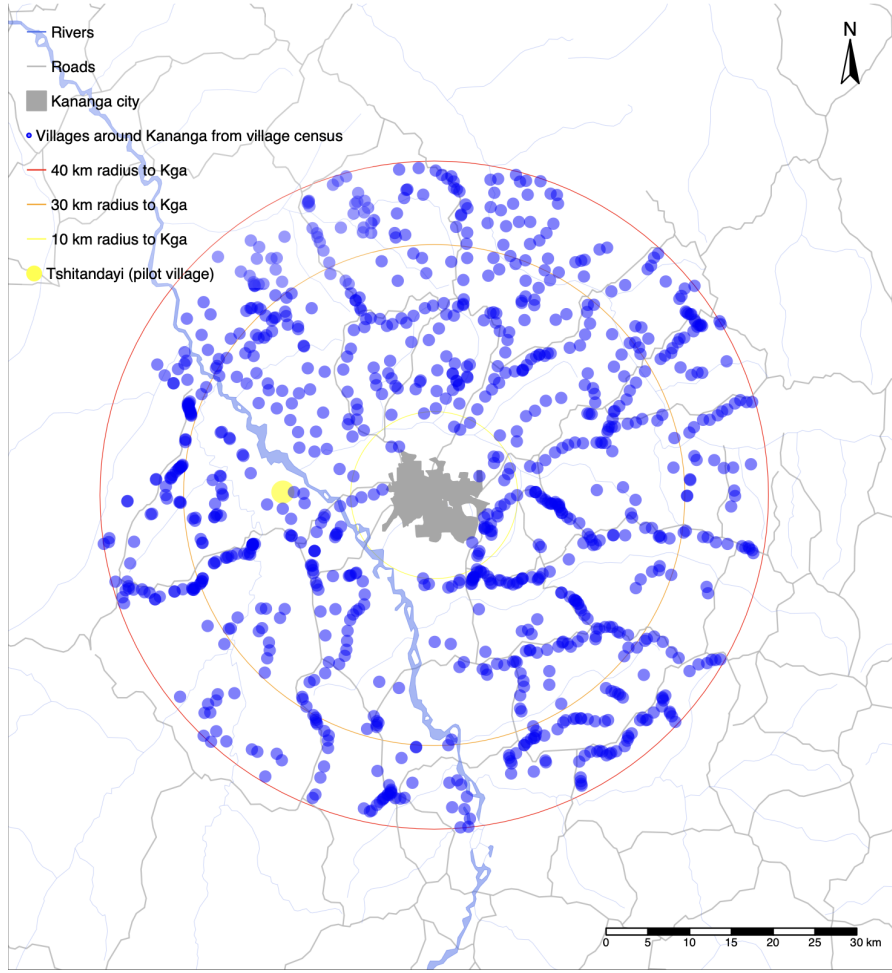 Rivers
Roads
Kananga city
Villages around Kananga from village census
40 km radius to Kga
30 km radius to Kga
10 km radius to Kga
Tshitandayi (pilot village)
N
0 5 10 15 20 30 km